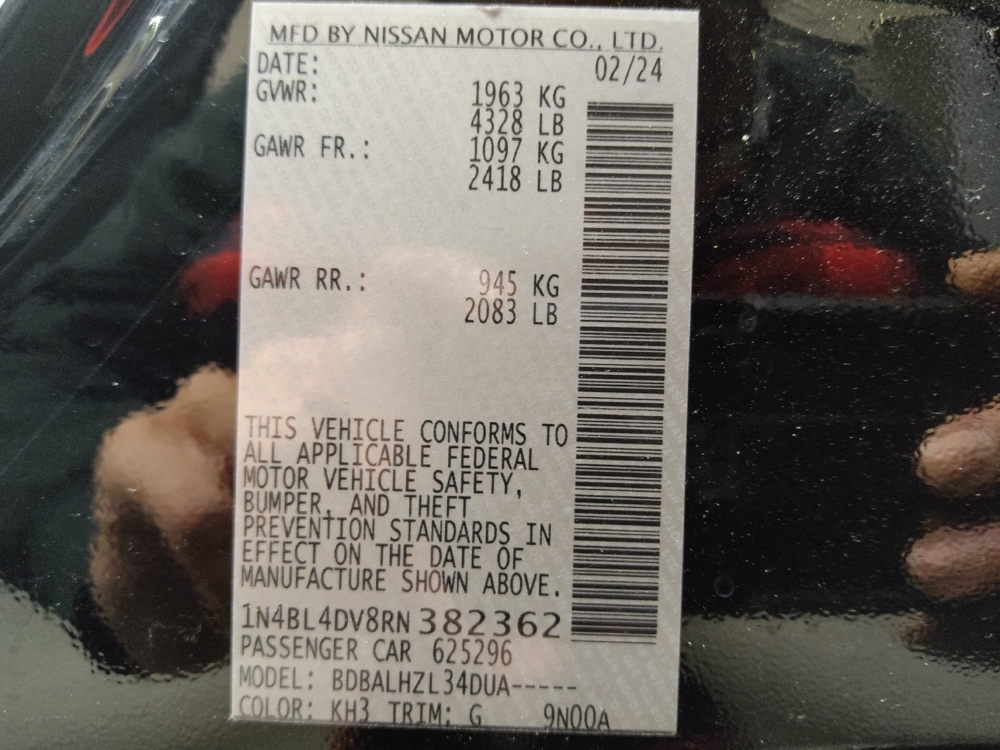 MFD BY NISSAN MOTOR CO., LTD.
DATE: 02/24
GVWR: 1963 KG
4328 LB
GAWR FR.: 1097 KG
2418 LB
GAWR RR.: 945 KG
2083 LB
THIS VEHICLE CONFORMS TO
ALL APPLICABLE FEDERAL
MOTOR VEHICLE SAFETY,
BUMPER, AND THEFT
PREVENTION STANDARDS IN
EFFECT ON THE DATE OF
MANUFACTURE SHOWN ABOVE.
1N4BL4DV8RN382362
PASSENGER CAR 625296
MODEL: BDBALHZL34DUA-----
COLOR: KH3 TRIM: G 9N00A